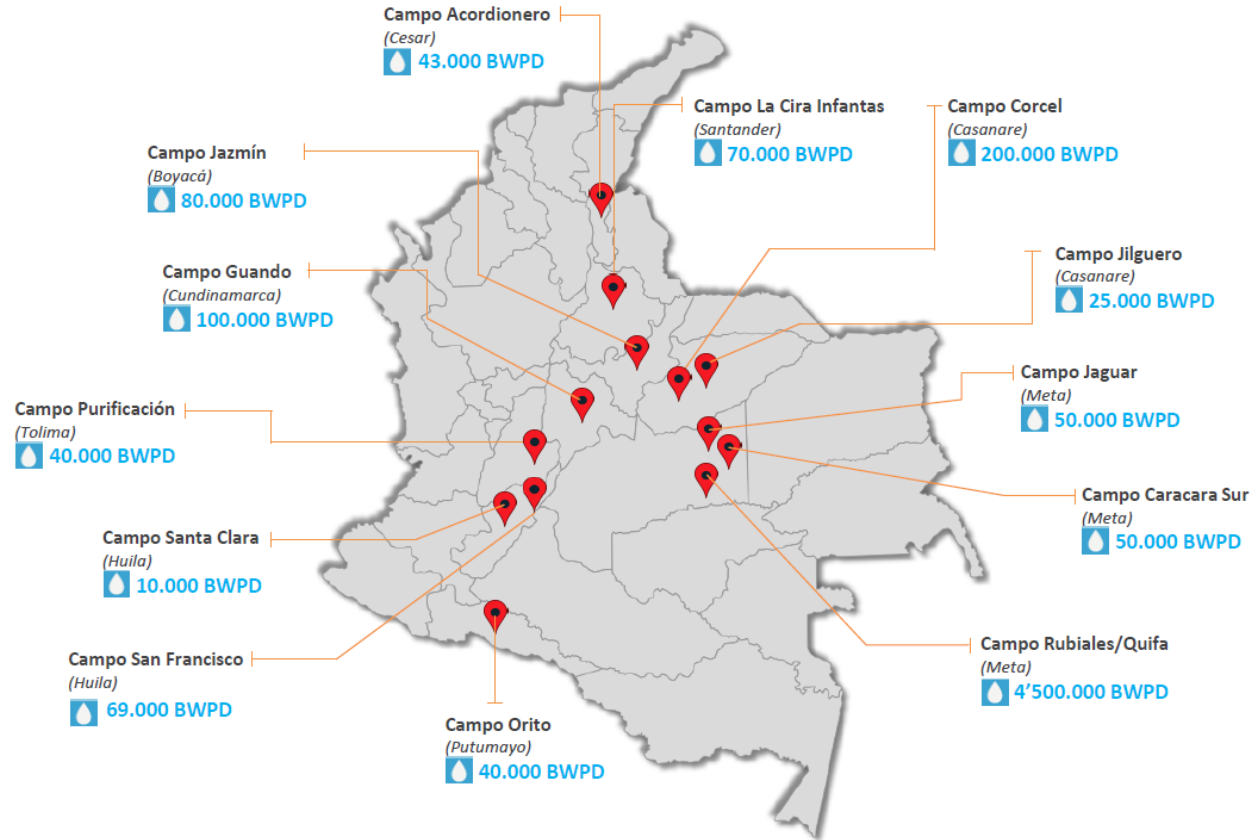 Campo Acordionero
(Cesar)
43.000 BWPD
Campo La Cira Infantas
(Santander)
70.000 BWPD
Campo Corcel
(Casanare)
200.000 BWPD
Campo Jazmín
(Boyacá)
80.000 BWPD
Campo Guando
(Cundinamarca)
100.000 BWPD
Campo Jilguero
(Casanare)
25.000 BWPD
Campo Jaguar
(Meta)
50.000 BWPD
Campo Purificación
(Tolima)
40.000 BWPD
Campo Caracara Sur
(Meta)
50.000 BWPD
Campo Santa Clara
(Huila)
10.000 BWPD
Campo Rubiales/Quifa
(Meta)
4’500.000 BWPD
Campo San Francisco
(Huila)
69.000 BWPD
Campo Orito
(Putumayo)
40.000 BWPD